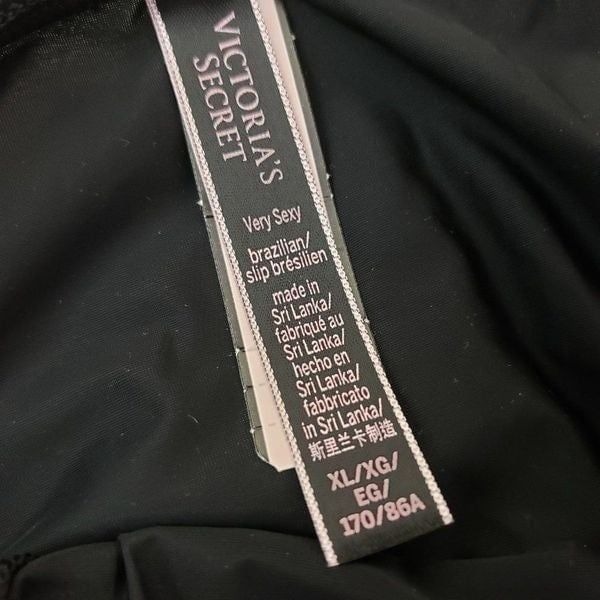 VICTORIA'S
SECRET
Very Sexy
brazilian/
slip brésilien
made in
Sri Lanka/
fabriqué au
Sri Lanka/
hecho en
Sri Lanka/
fabbricato
in Sri Lanka/
斯里兰卡制造
XL/XG/
EG/
170/86A